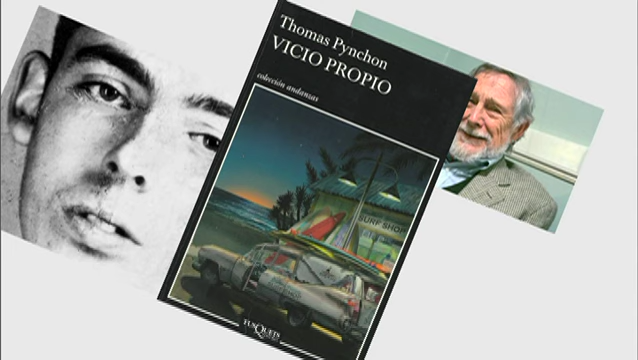 Thomas Pynchon
VICIO PROPIO
colección andanzas
SURF SHOP
TUSQUETS